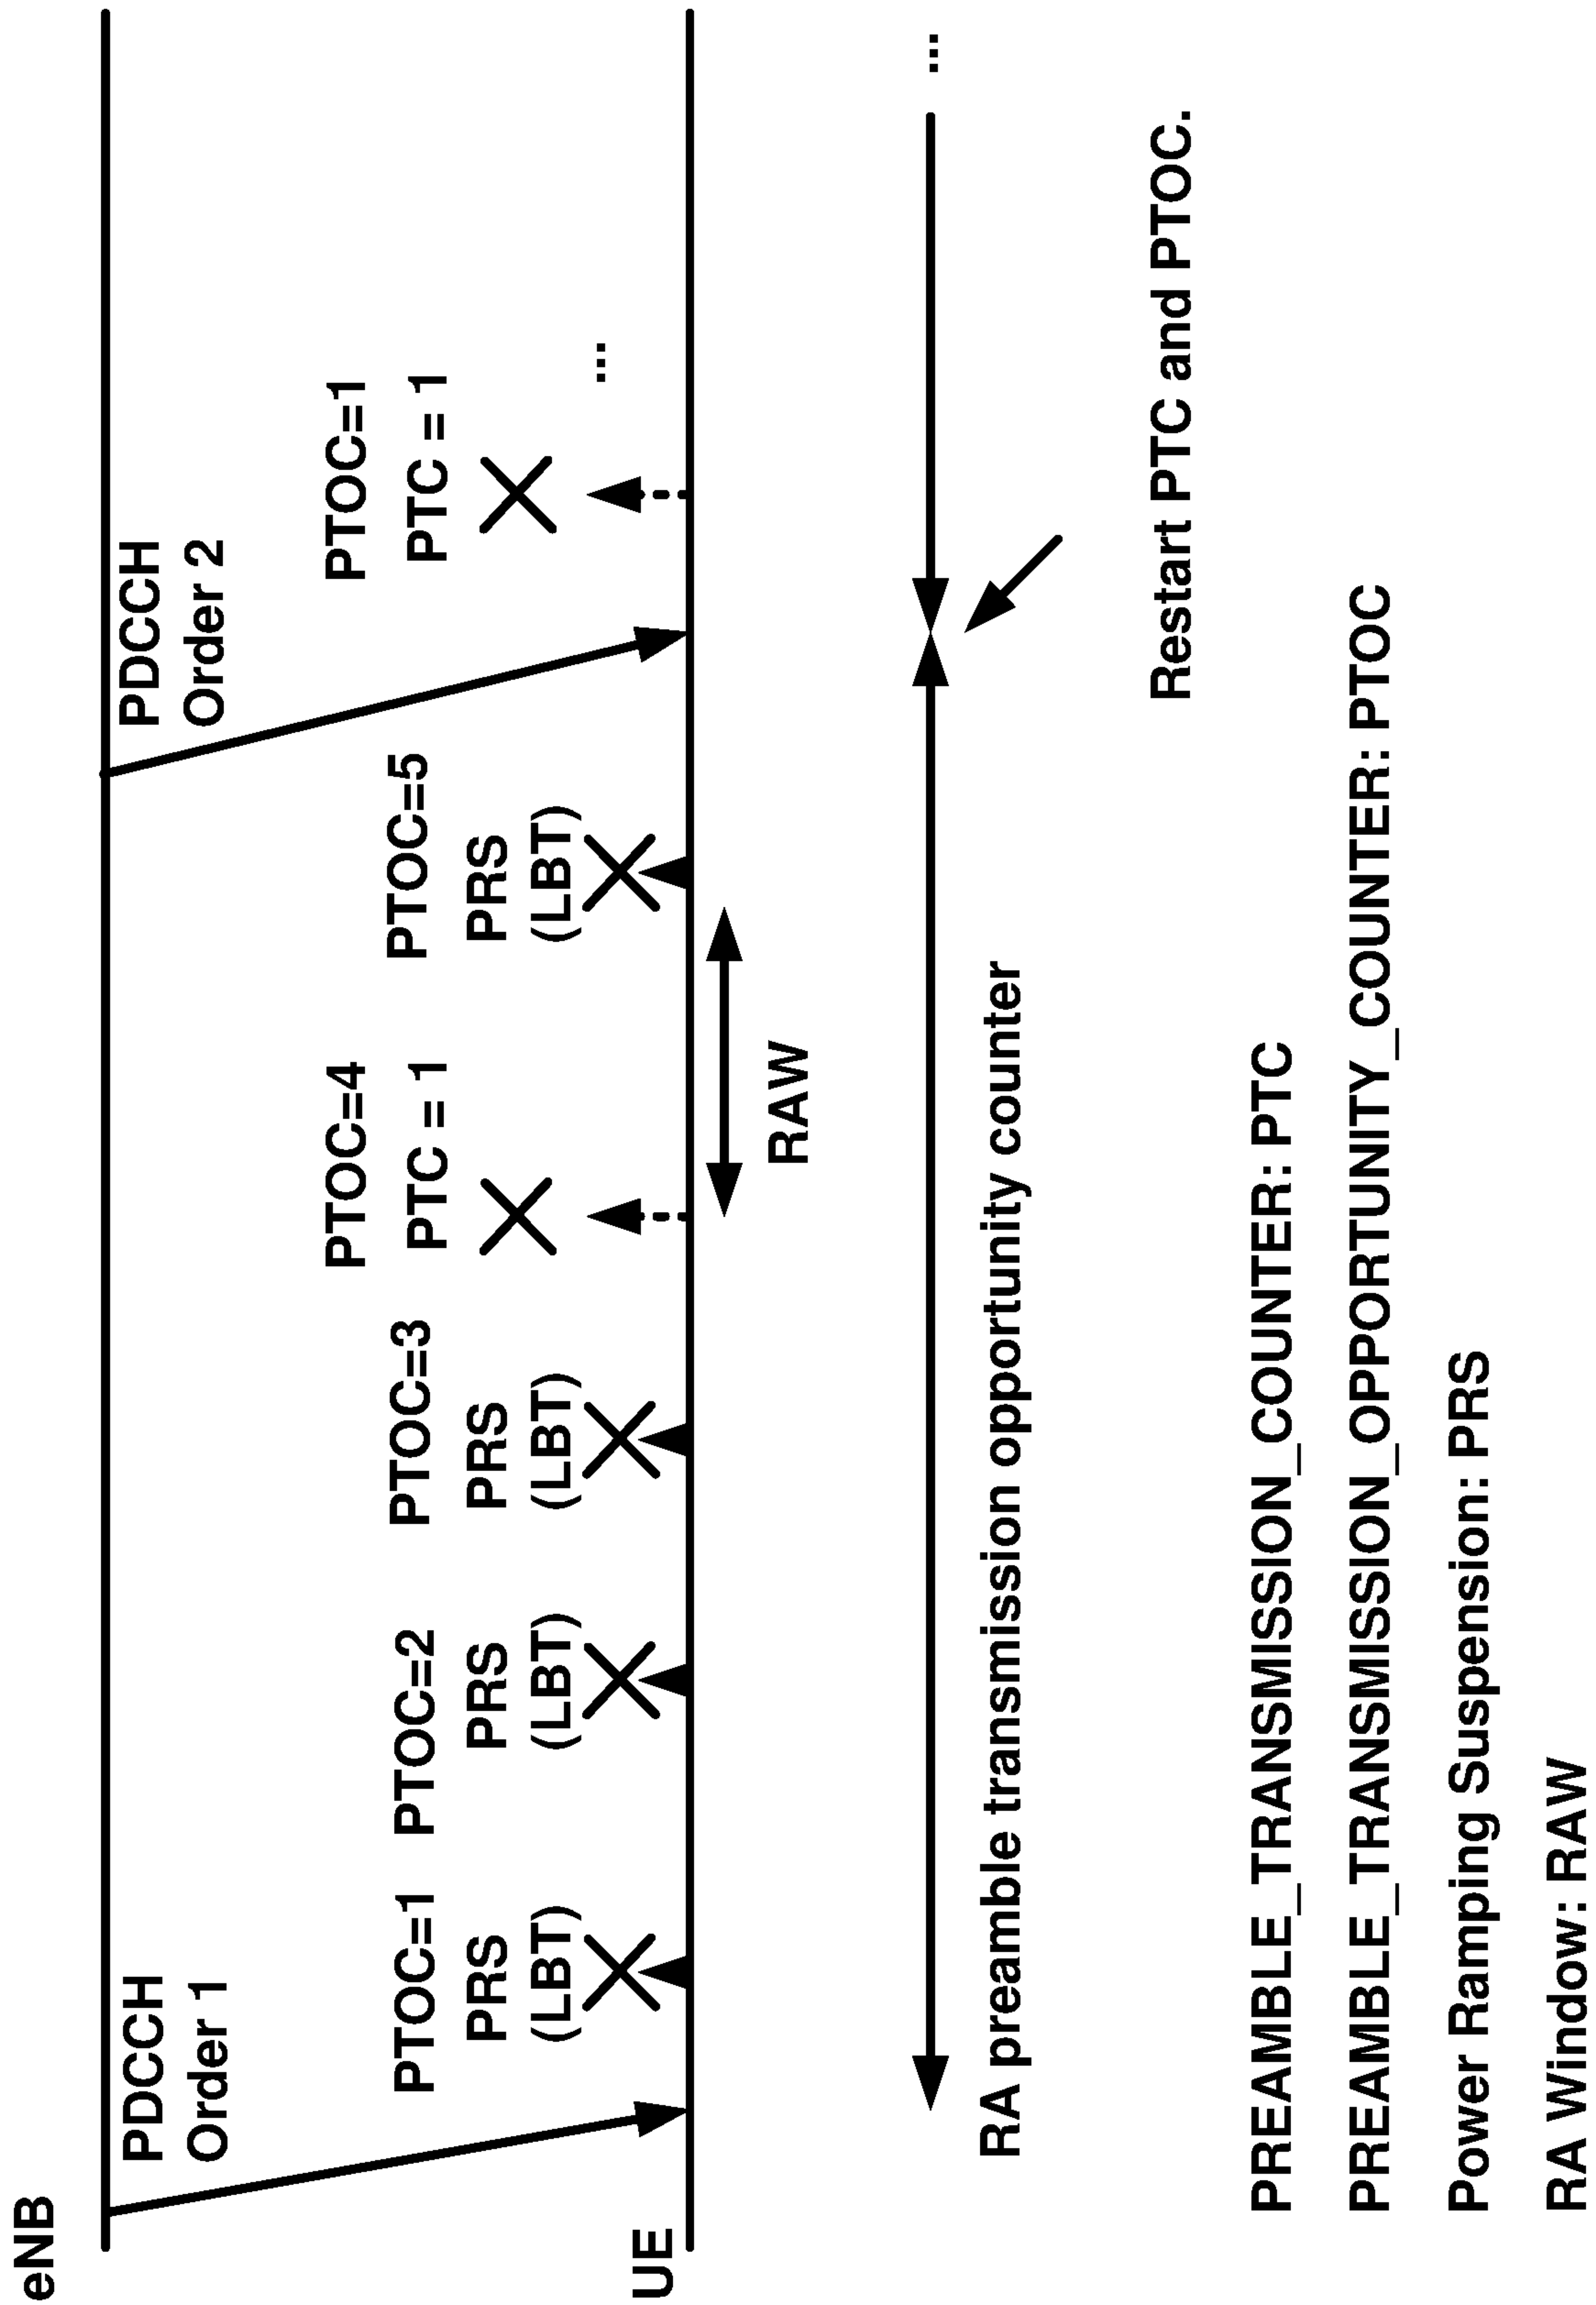 eNB
PDCCH
Order 1
PDCCH
Order 2
PTOC=1
PRS
(LBT)
PTOC=2
PRS
(LBT)
PTOC=3
PRS
(LBT)
PTOC=4
PTC = 1
PTOC=5
PRS
(LBT)
PTOC=1
PTC = 1
...
UE
RAW
...
RA preamble transmission opportunity counter
Restart PTC and PTOC.
PREAMBLE_TRANSMISSION_COUNTER: PTC
PREAMBLE_TRANSMISSION_OPPORTUNITY_COUNTER: PTOC
Power Ramping Suspension: PRS
RA Window: RAW